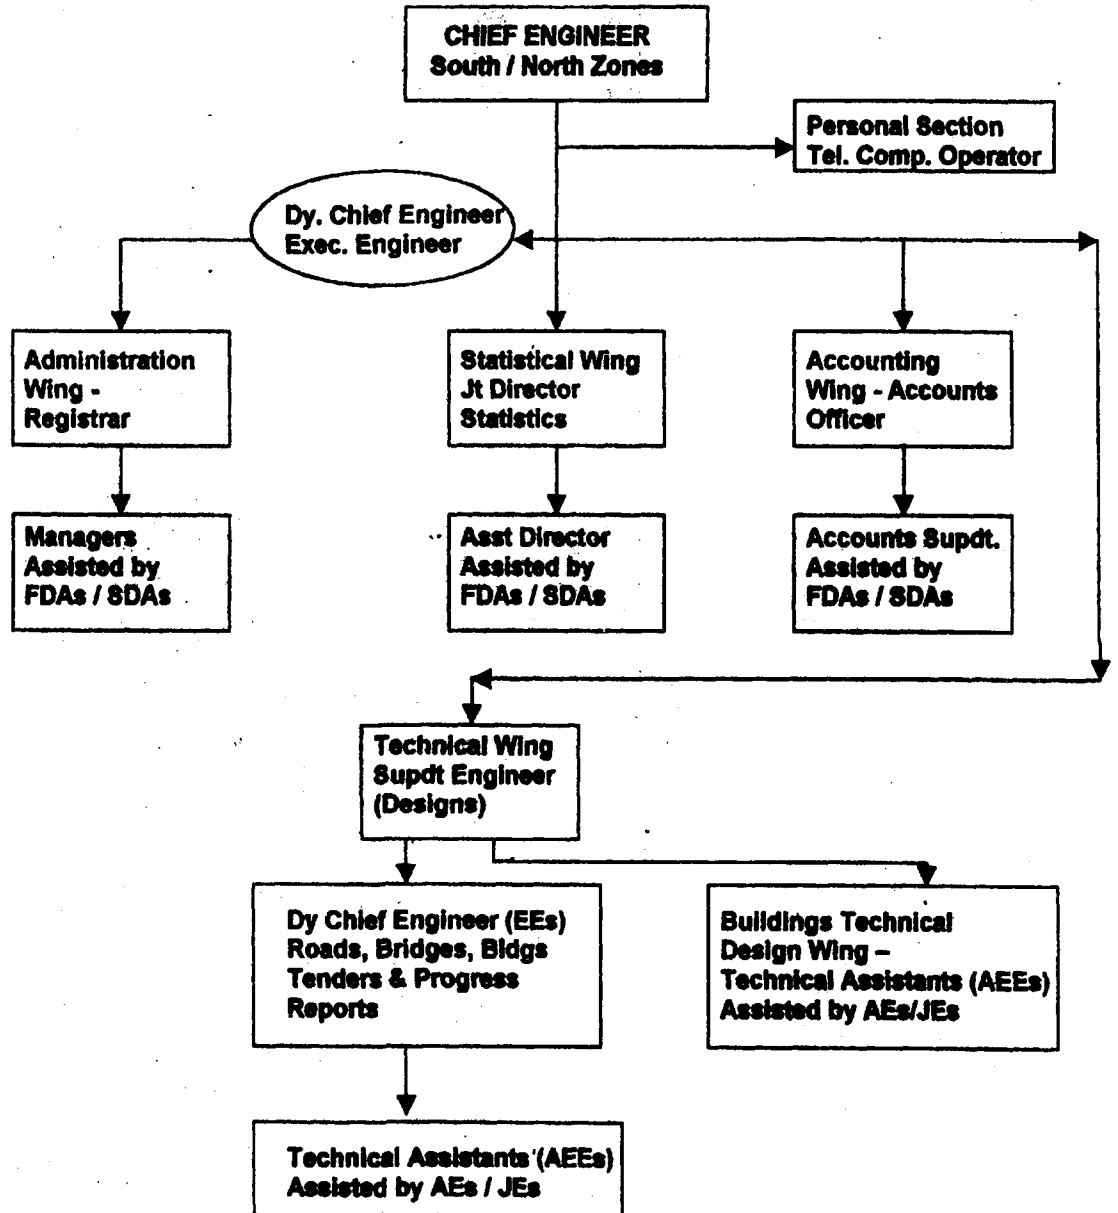 CHIEF ENGINEER
South / North Zones
Personal Section
Tel. Comp. Operator
Dy. Chief Engineer
Exec. Engineer
Administration
Wing -
Registrar
Statistical Wing
Jt Director
Statistics
Accounting
Wing - Accounts
Officer
Managers
Assisted by
FDAs / SDAs
Asst Director
Assisted by
FDAs / SDAs
Accounts Supdt.
Assisted by
FDAs / SDAs
Technical Wing
Supdt Engineer
(Designs)
Dy Chief Engineer (EEs)
Roads, Bridges, Bldgs
Tenders & Progress
Reports
Buildings Technical
Design Wing –
Technical Assistants (AEEs)
Assisted by AEs/JEs
Technical Assistants (AEEs)
Assisted by AEs / JEs